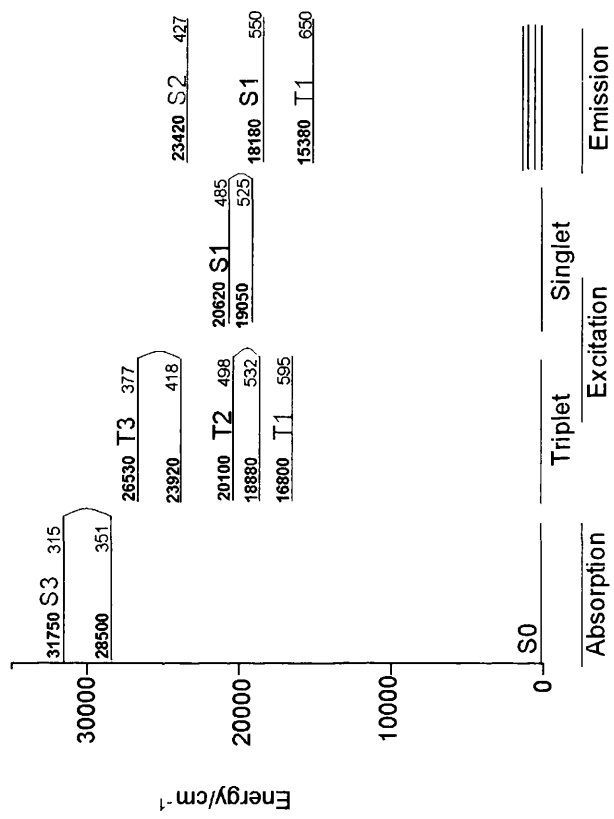 Energy/cm⁻¹
30000
20000
10000
0
31750 S3 315
28500 351
S0
26530 T3 377
23920 418
20100 T2 498
18880 532
16800 T1 595
20620 S1 485
19050 525
23420 S2 427
18180 S1 550
15380 T1 650
Absorption
Triplet
Singlet
Excitation
Emission